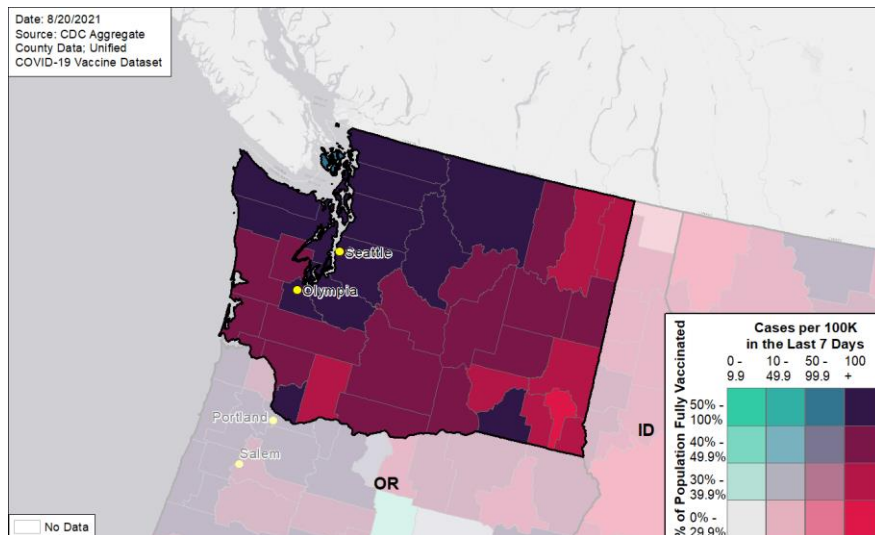 Date: 8/20/2021
Source: CDC Aggregate
County Data; Unified
COVID-19 Vaccine Dataset
Seattle
Olympia
Portland
Salem
OR
ID
No Data
Cases per 100K
in the Last 7 Days
0 - 9.9
10 - 49.9
50 - 99.9
100 +
% of Population Fully Vaccinated
50% - 100%
40% - 49.9%
30% - 39.9%
0% - 29.9%